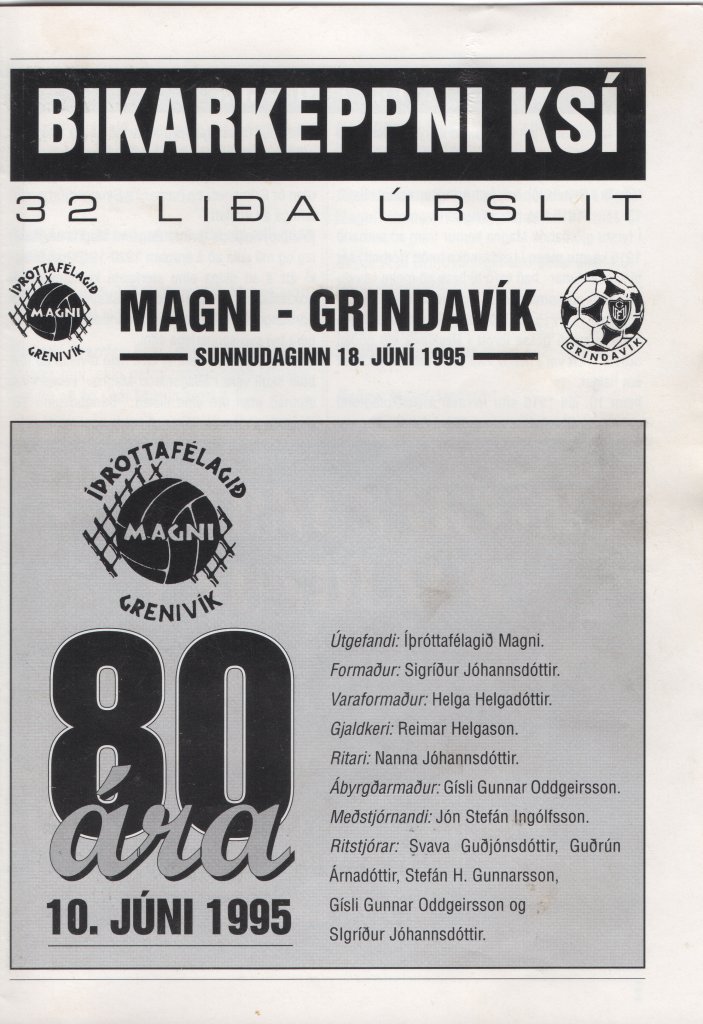 BIKARKEPPNI KSÍ
32 LIÐA ÚRSLIT
ÍÞRÓTTAFÉLAGIÐ
MAGNI
GRENIVÍK
MAGNI - GRINDAVÍK
SUNNUDAGINN 18. JÚNÍ 1995
GRINDAVÍK
ÍÞRÓTTAFÉLAGIÐ
MAGNI
GRENIVÍK
80
ára
10. JÚNI 1995
Útgefandi: Íþróttafélagið Magni.
Formaður: Sigríður Jóhannsdóttir.
Varaformaður: Helga Helgadóttir.
Gjaldkeri: Reimar Helgason.
Ritari: Nanna Jóhannsdóttir.
Ábyrgðarmaður: Gísli Gunnar Oddgeirsson.
Meðstjórnandi: Jón Stefán Ingólfsson.
Ritstjórar: Svava Guðjónsdóttir, Guðrún
Árnadóttir, Stefán H. Gunnarsson,
Gísli Gunnar Oddgeirsson og
SIgríður Jóhannsdóttir.